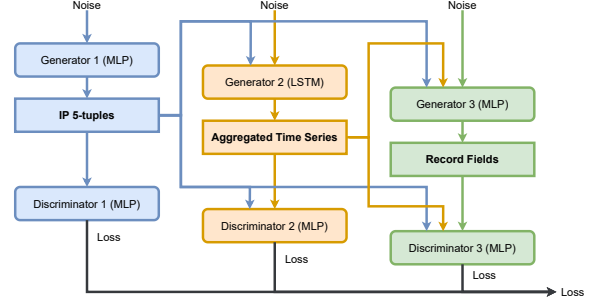 Noise
Noise
Noise
Generator 1 (MLP)
Generator 2 (LSTM)
Generator 3 (MLP)
IP 5-tuples
Aggregated Time Series
Record Fields
Discriminator 1 (MLP)
Discriminator 2 (MLP)
Discriminator 3 (MLP)
Loss
Loss
Loss
Loss